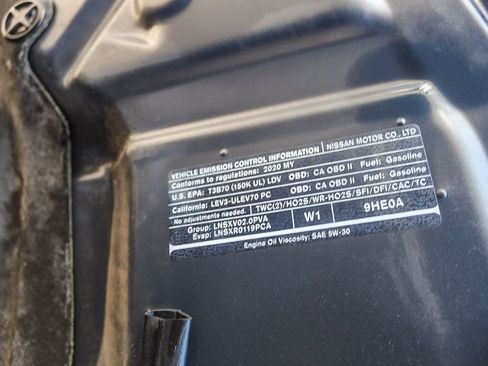 VEHICLE EMISSION CONTROL INFORMATION | NISSAN MOTOR CO., LTD
Conforms to regulations: 2020 MY
U.S. EPA: T3B70 (150K UL) LDV OBD: CA OBD II Fuel: Gasoline
California: LEV3-ULEV70 PC OBD: CA OBD II Fuel: Gasoline
No adjustments needed. TWC(2)/HO2S/WR-HO2S/SFI/DFI/CAC/TC
Group: LNSXV02.0PVA
Evap: LNSXR0119PCA
W1
9HE0A
Engine Oil Viscosity: SAE 5W-30